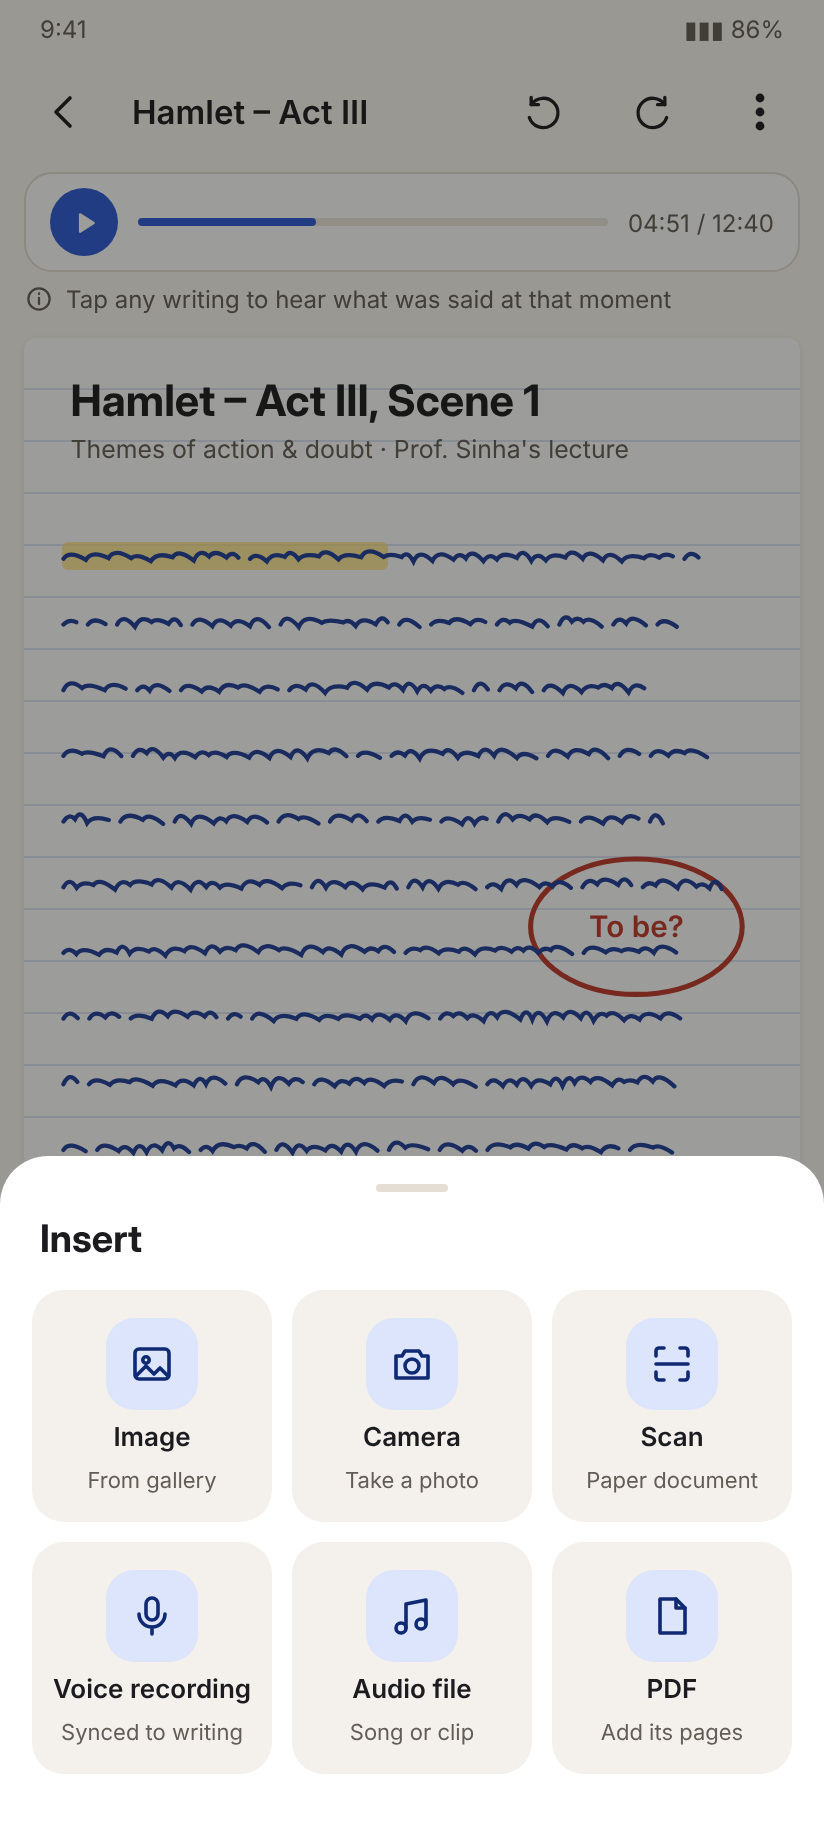 9:41 86%
Hamlet – Act III
04:51 / 12:40
Tap any writing to hear what was said at that moment
Hamlet – Act III, Scene 1
Themes of action & doubt · Prof. Sinha's lecture
To be?
Insert
Image Camera Scan
From gallery Take a photo Paper document
Voice recording Audio file PDF
Synced to writing Song or clip Add its pages